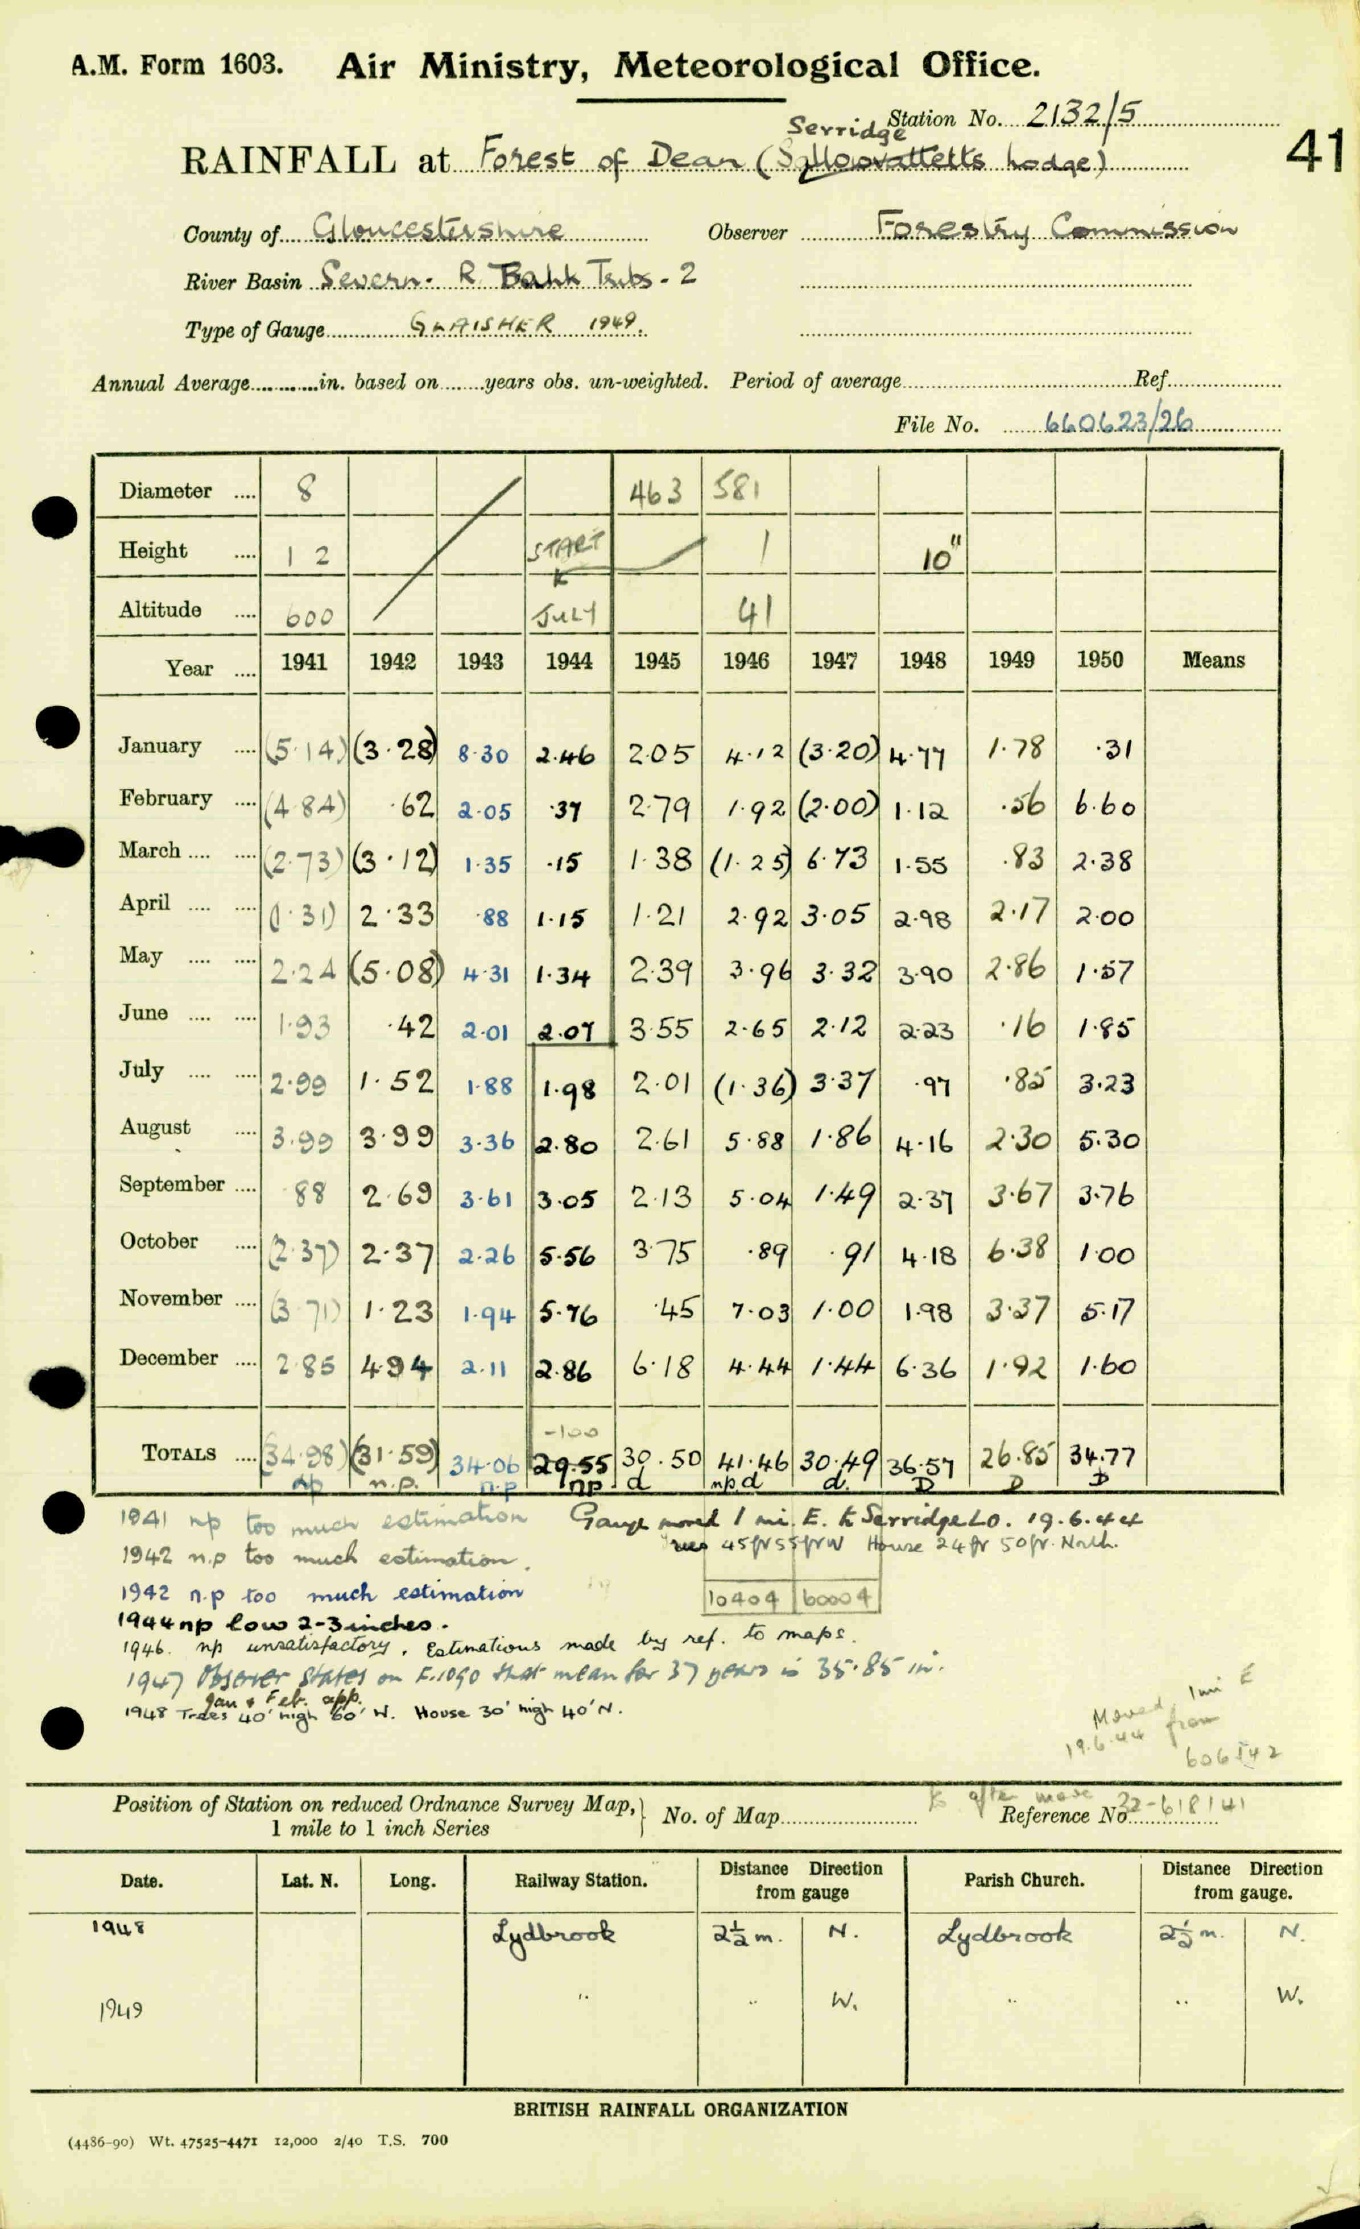 A.M. Form 1603. Air Ministry, Meteorological Office.
Station No. 2132/5
Serridge
41
RAINFALL at Forest of Dean ( Lodge)
County of Gloucestershire Observer Forestry Commission
River Basin Severn - R. Bank Tribs - 2
Type of Gauge GLAISHER 1949.
Annual Average in. based on years obs. un-weighted. Period of average Ref.
File No. 660623/26
Diameter 8 463 581
Height 12 START 1 10"
Altitude 600 JULY 41
Year 1941 1942 1943 1944 1945 1946 1947 1948 1949 1950 Means
January (5.14) (3.28) 8.30 2.46 2.05 4.12 (3.20) 4.77 1.78 .31
February (4.84) .62 2.05 .37 2.79 1.92 (2.00) 1.12 .56 6.60
March (2.73) (3.12) 1.35 .15 1.38 (1.25) 6.73 1.55 .83 2.38
April (1.31) 2.33 .88 1.15 1.21 2.92 3.05 2.98 2.17 2.00
May 2.24 (5.08) 4.31 1.34 2.39 3.96 3.32 3.90 2.86 1.57
June 1.93 .42 2.01 2.07 3.55 2.65 2.12 2.23 .16 1.85
July 2.99 1.52 1.88 1.98 2.01 (1.36) 3.37 .97 .85 3.23
August 3.99 3.99 3.36 2.80 2.61 5.88 1.86 4.16 2.30 5.30
September .88 2.69 3.61 3.05 2.13 5.04 1.49 2.37 3.67 3.76
October (2.37) 2.37 2.26 5.56 3.75 .89 .91 4.18 6.38 1.00
November (3.71) 1.23 1.94 5.76 .45 7.03 1.00 1.98 3.37 5.17
December 2.85 4.94 2.11 2.86 6.18 4.44 1.44 6.36 1.92 1.60
-100
TOTALS (34.98) (31.59) 34.06 29.55 30.50 41.46 30.49 36.57 26.85 34.77
np n.p. n.p np d np.d d. D D D
1941 np too much estimation Gauge moved 1 mi. E. to Serridge Lo. 19.6.44
45ft 55ft W House 24ft 50ft. North.
1942 n.p too much estimation.
1942 n.p too much estimation 10404 60004
1944 np low 2-3 inches.
1946. np unsatisfactory. Estimations made by ref. to maps.
1947 Observer states on F.1090 that mean for 37 years is 35.85 in.
Jan & Feb. app.
1948 Trees 40' high 60' W. House 30' high 40' N.
Moved 1 mi E
19.6.44 from
606142
after move
Position of Station on reduced Ordnance Survey Map, 1 mile to 1 inch Series No. of Map Reference No. 32-618141
Date. Lat. N. Long. Railway Station. Distance Direction from gauge Parish Church. Distance Direction from gauge.
1948 Lydbrook 2½ m. N. Lydbrook 2½ m. N.
1949 " " W. " " W.
BRITISH RAINFALL ORGANIZATION
(4486-90) Wt. 47525-4471 12,000 2/40 T.S. 700